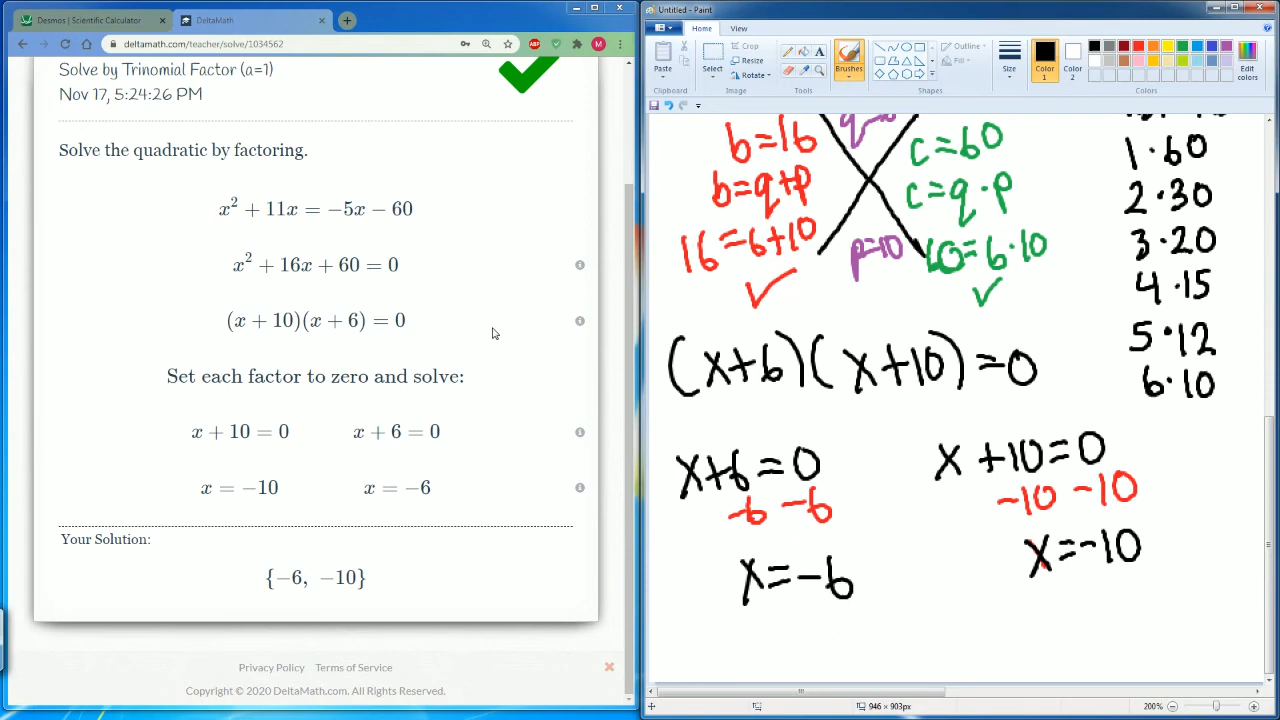 Desmos | Scientific Calculator
DeltaMath
deltamath.com/teacher/solve/1034562
ABP
M
Solve by Trinomial Factor (a=1)
Nov 17, 5:24:26 PM
Solve the quadratic by factoring.
x² + 11x = −5x − 60
x² + 16x + 60 = 0
(x + 10)(x + 6) = 0
Set each factor to zero and solve:
x + 10 = 0 x + 6 = 0
x = −10 x = −6
Your Solution:
{−6, −10}
Privacy Policy Terms of Service
Copyright © 2020 DeltaMath.com. All Rights Reserved.
Untitled - Paint
Home View
Paste
Select
Crop
Resize
Rotate
A
Brushes
Outline
Fill
Size
Color 1
Color 2
Edit colors
Clipboard Image Tools Shapes Colors
b=16
b=q+p
16=6+10
p=10
c=60
c=q·p
60=6·10
1·60
2·30
3·20
4·15
5·12
6·10
(x+6)(x+10)=0
x+6=0
-6 -6
x=-6
x+10=0
-10 -10
x=-10
946 × 903px
200%